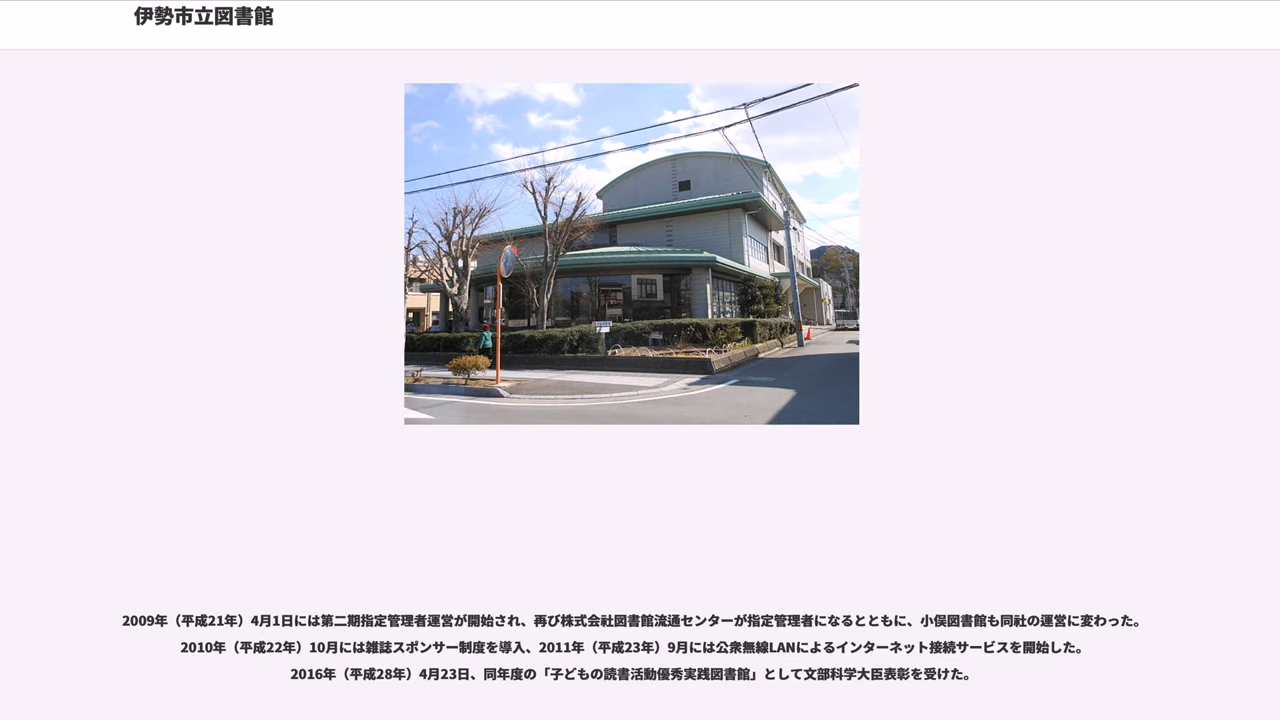 伊勢市立図書館
2009年（平成21年）4月1日には第二期指定管理者運営が開始され、再び株式会社図書館流通センターが指定管理者になるとともに、小俣図書館も同社の運営に変わった。
2010年（平成22年）10月には雑誌スポンサー制度を導入、2011年（平成23年）9月には公衆無線LANによるインターネット接続サービスを開始した。
2016年（平成28年）4月23日、同年度の「子どもの読書活動優秀実践図書館」として文部科学大臣表彰を受けた。